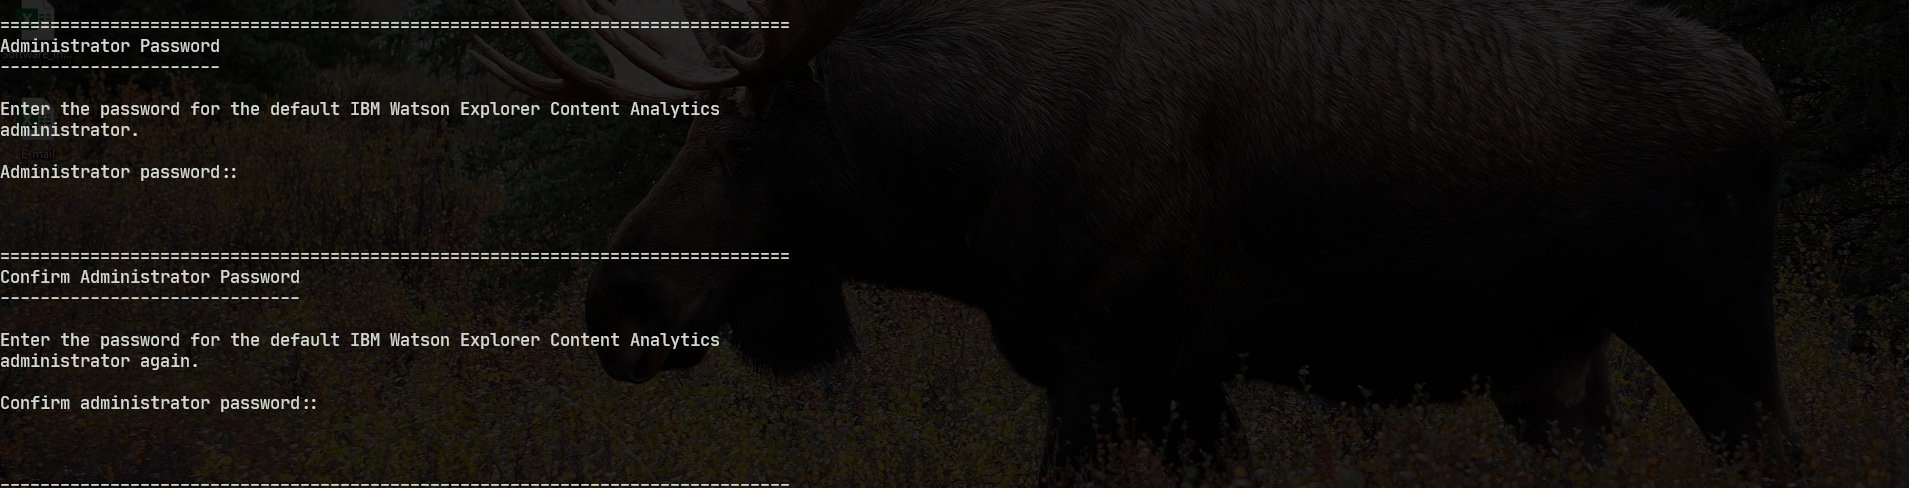 ===============================================================================
Administrator Password
----------------------
Enter the password for the default IBM Watson Explorer Content Analytics
administrator.
Administrator password::
===============================================================================
Confirm Administrator Password
------------------------------
Enter the password for the default IBM Watson Explorer Content Analytics
administrator again.
Confirm administrator password::
===============================================================================
E-mail